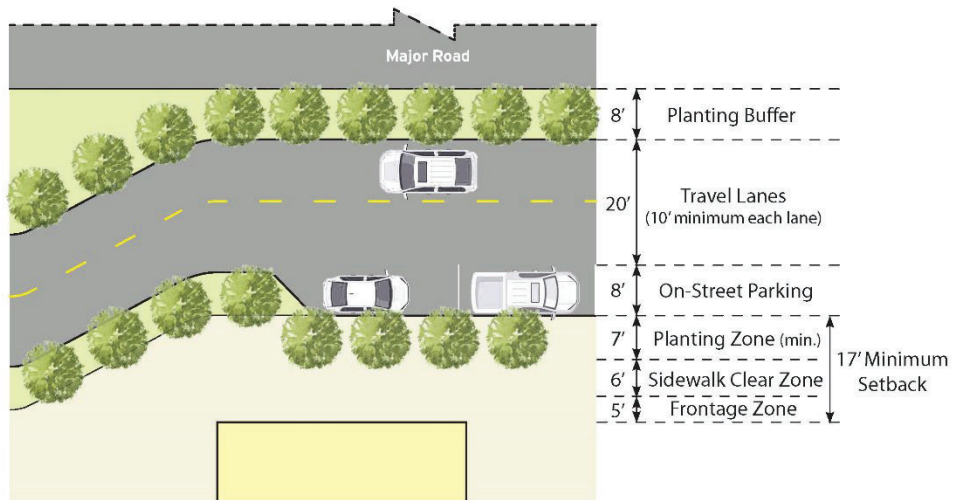 Major Road
8’ Planting Buffer
20’ Travel Lanes
(10’ minimum each lane)
8’ On-Street Parking
7’ Planting Zone (min.)
6’ Sidewalk Clear Zone
5’ Frontage Zone
17’ Minimum
Setback